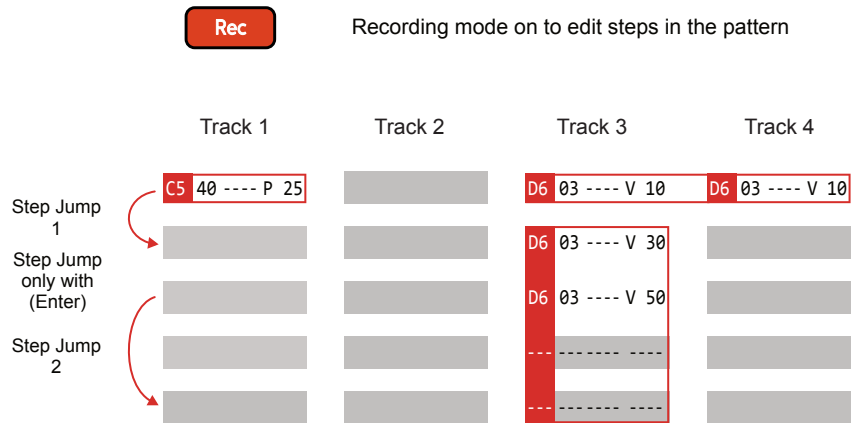 Rec
Recording mode on to edit steps in the pattern
Track 1
Track 2
Track 3
Track 4
C5 40 ---- P 25
D6 03 ---- V 10
D6 03 ---- V 10
Step Jump
1
D6 03 ---- V 30
Step Jump
only with
(Enter)
D6 03 ---- V 50
Step Jump
2
--- ------- ----
--- ------- ----